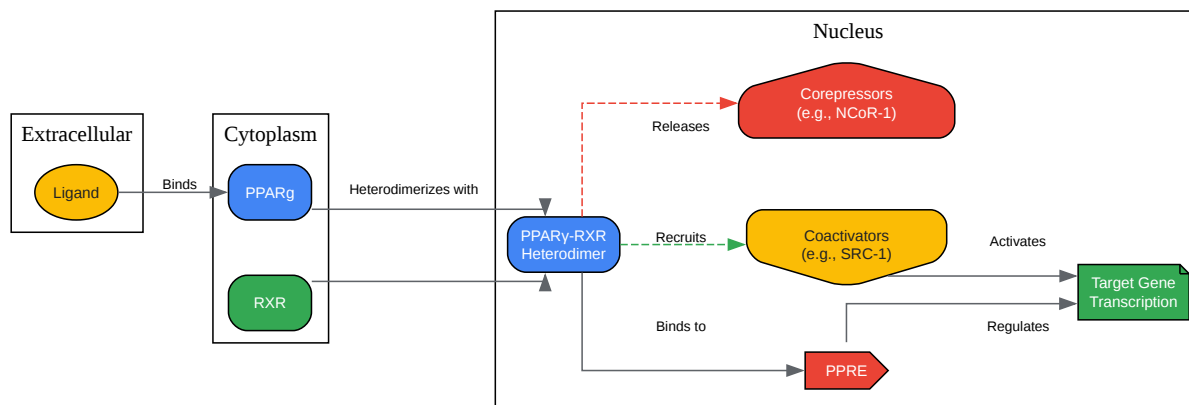 Nucleus
Extracellular
Cytoplasm
Ligand
Binds
PPARg
RXR
Heterodimerizes with
PPARγ-RXR
Heterodimer
Releases
Corepressors
(e.g., NCoR-1)
Recruits
Coactivators
(e.g., SRC-1)
Activates
Binds to
PPRE
Regulates
Target Gene
Transcription